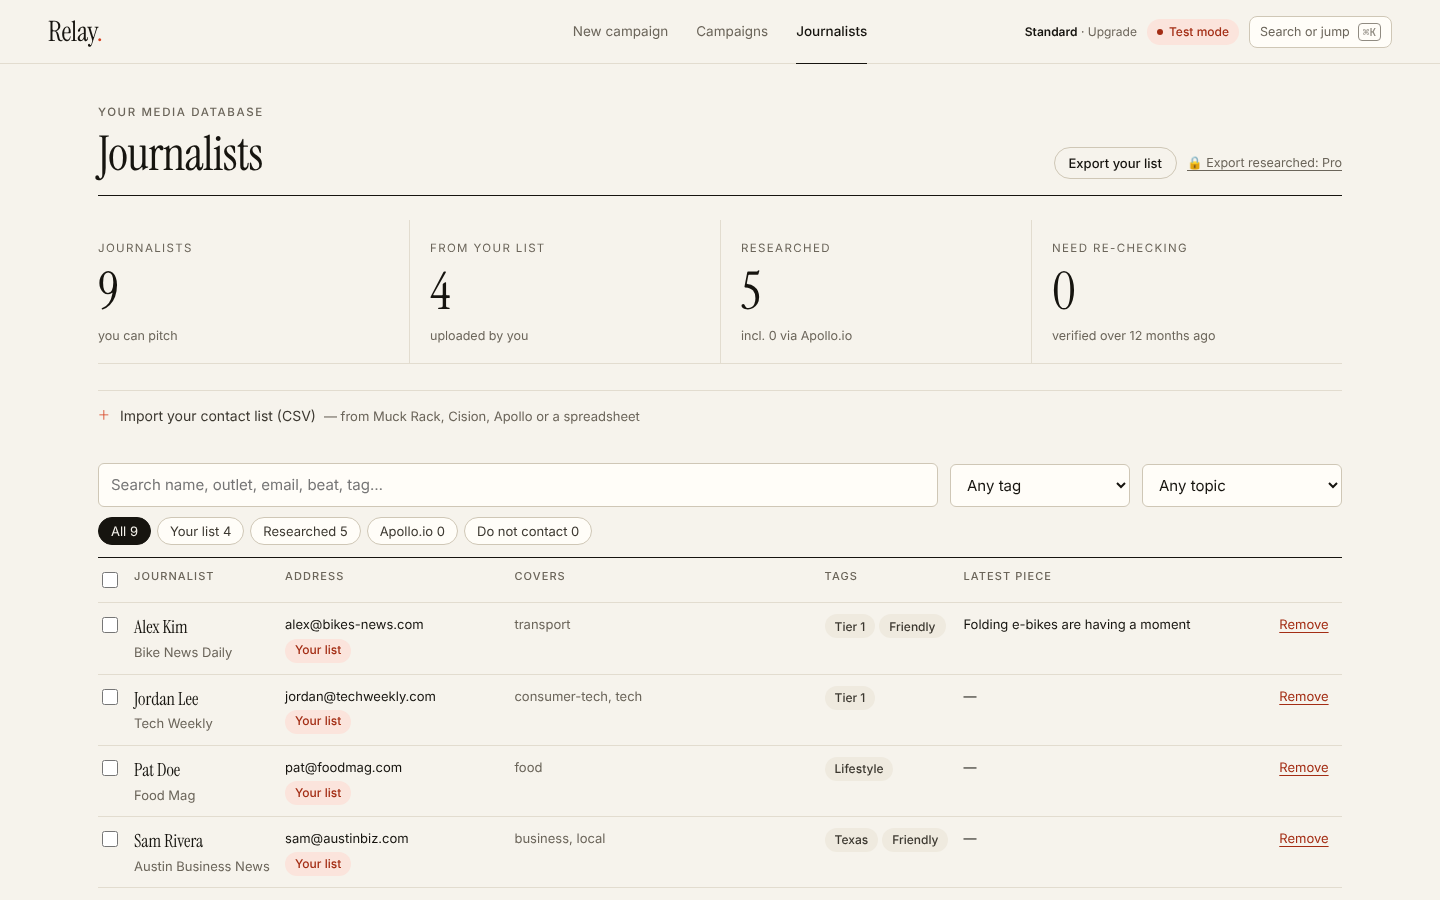 Relay.
New campaign Campaigns Journalists
Standard · Upgrade Test mode Search or jump ⌘K
YOUR MEDIA DATABASE
Journalists
Export your list 🔒 Export researched: Pro
JOURNALISTS FROM YOUR LIST RESEARCHED NEED RE-CHECKING
9 4 5 0
you can pitch uploaded by you incl. 0 via Apollo.io verified over 12 months ago
+ Import your contact list (CSV) — from Muck Rack, Cision, Apollo or a spreadsheet
Search name, outlet, email, beat, tag... Any tag Any topic
All 9 Your list 4 Researched 5 Apollo.io 0 Do not contact 0
JOURNALIST ADDRESS COVERS TAGS LATEST PIECE
Alex Kim alex@bikes-news.com transport Tier 1 Friendly Folding e-bikes are having a moment Remove
Bike News Daily Your list
Jordan Lee jordan@techweekly.com consumer-tech, tech Tier 1 — Remove
Tech Weekly Your list
Pat Doe pat@foodmag.com food Lifestyle — Remove
Food Mag Your list
Sam Rivera sam@austinbiz.com business, local Texas Friendly — Remove
Austin Business News Your list